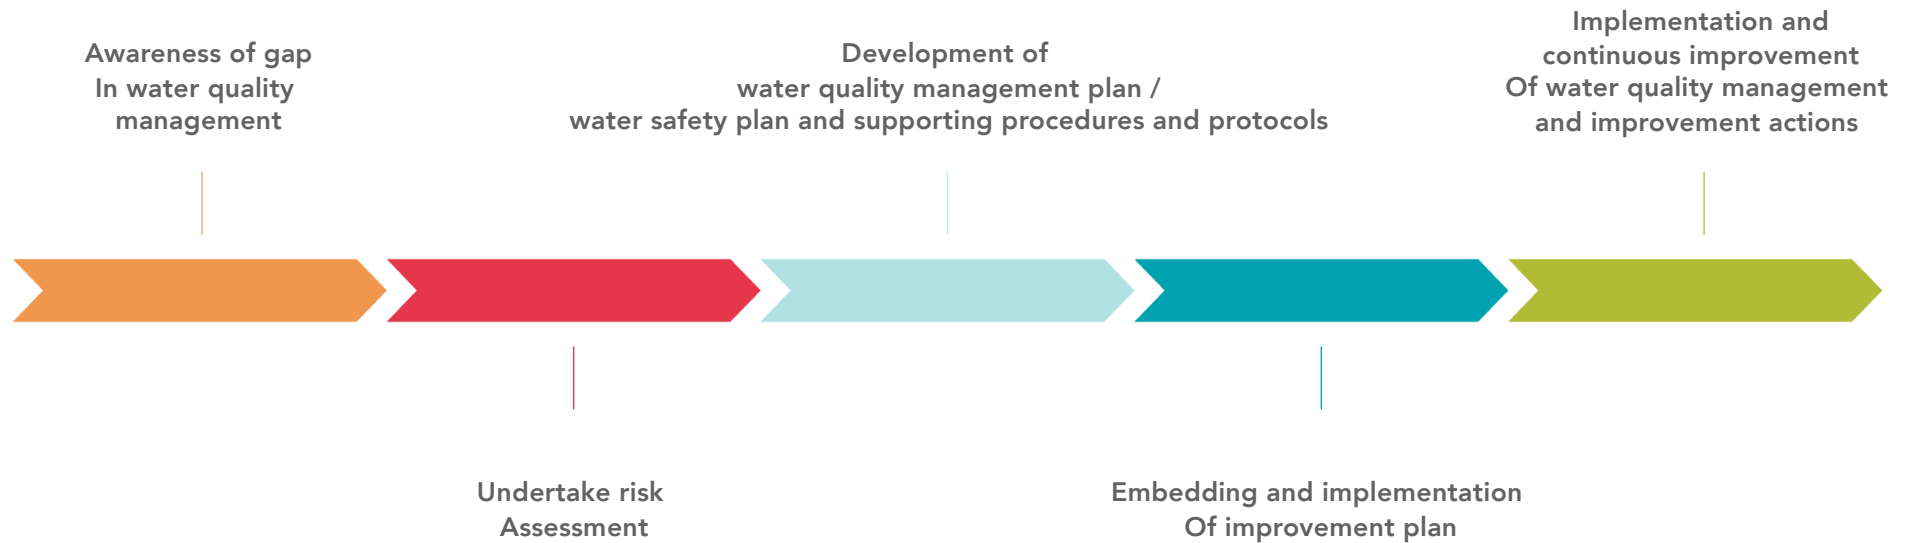 Awareness of gap
In water quality
management
Undertake risk
Assessment
Development of
water quality management plan /
water safety plan and supporting procedures and protocols
Embedding and implementation
Of improvement plan
Implementation and
continuous improvement
Of water quality management
and improvement actions